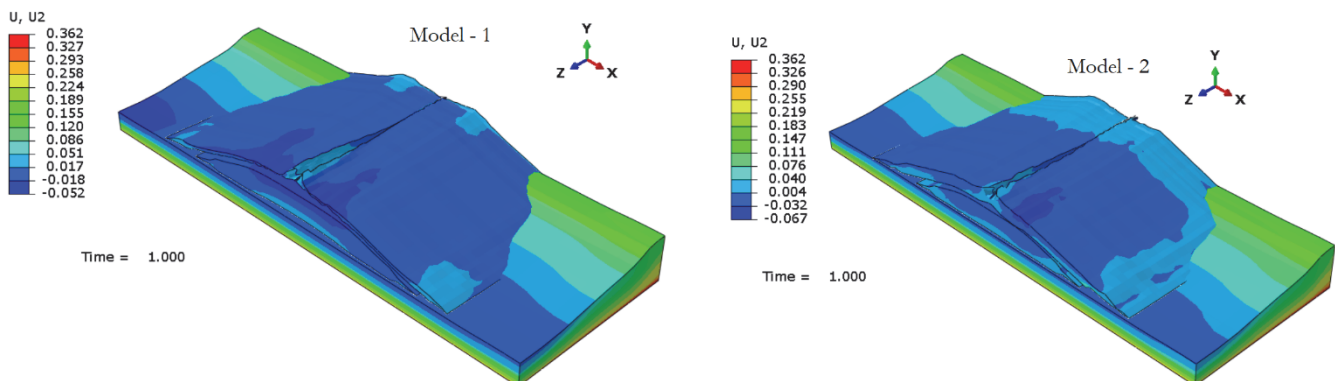 U, U2
0.362
0.327
0.293
0.258
0.224
0.189
0.155
0.120
0.086
0.051
0.017
-0.018
-0.052
Model - 1
Y
Z
X
Time = 1.000
U, U2
0.362
0.326
0.290
0.255
0.219
0.183
0.147
0.111
0.076
0.040
0.004
-0.032
-0.067
Model - 2
Y
Z
X
Time = 1.000